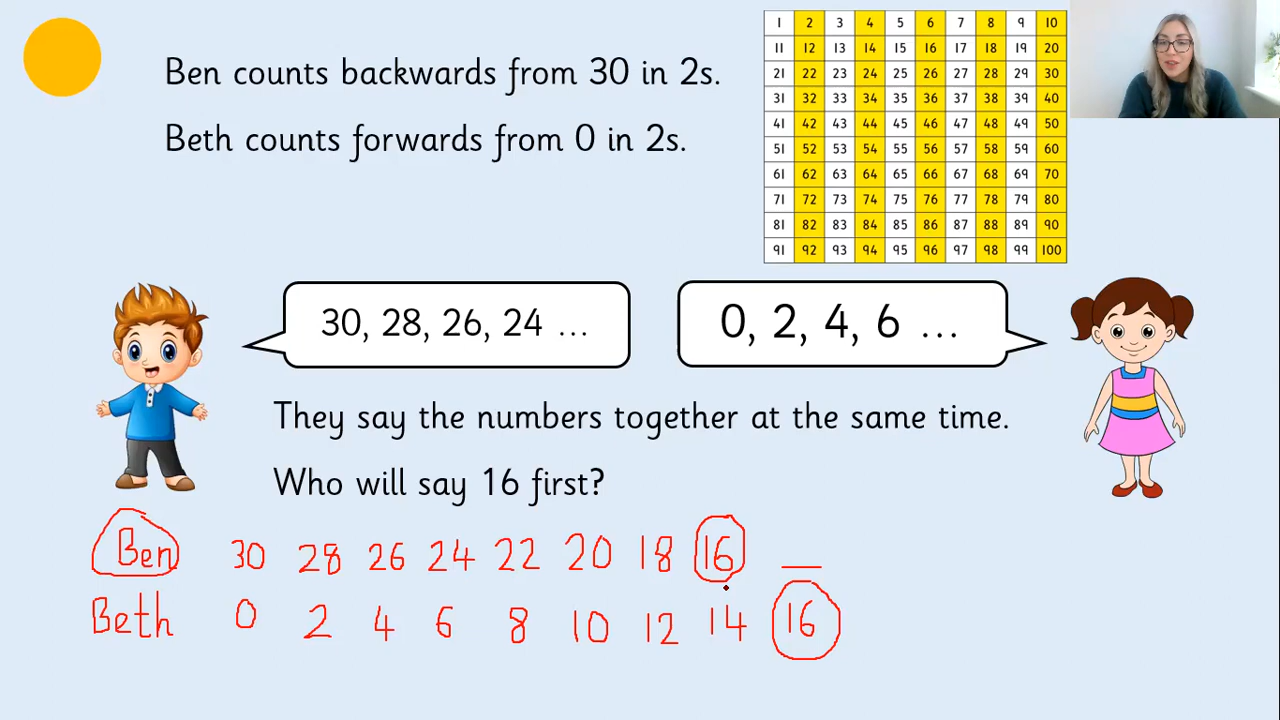 Ben counts backwards from 30 in 2s.
Beth counts forwards from 0 in 2s.
1 2 3 4 5 6 7 8 9 10
11 12 13 14 15 16 17 18 19 20
21 22 23 24 25 26 27 28 29 30
31 32 33 34 35 36 37 38 39 40
41 42 43 44 45 46 47 48 49 50
51 52 53 54 55 56 57 58 59 60
61 62 63 64 65 66 67 68 69 70
71 72 73 74 75 76 77 78 79 80
81 82 83 84 85 86 87 88 89 90
91 92 93 94 95 96 97 98 99 100
30, 28, 26, 24 ...
0, 2, 4, 6 ...
They say the numbers together at the same time.
Who will say 16 first?
Ben 30 28 26 24 22 20 18 16 __
Beth 0 2 4 6 8 10 12 14 16